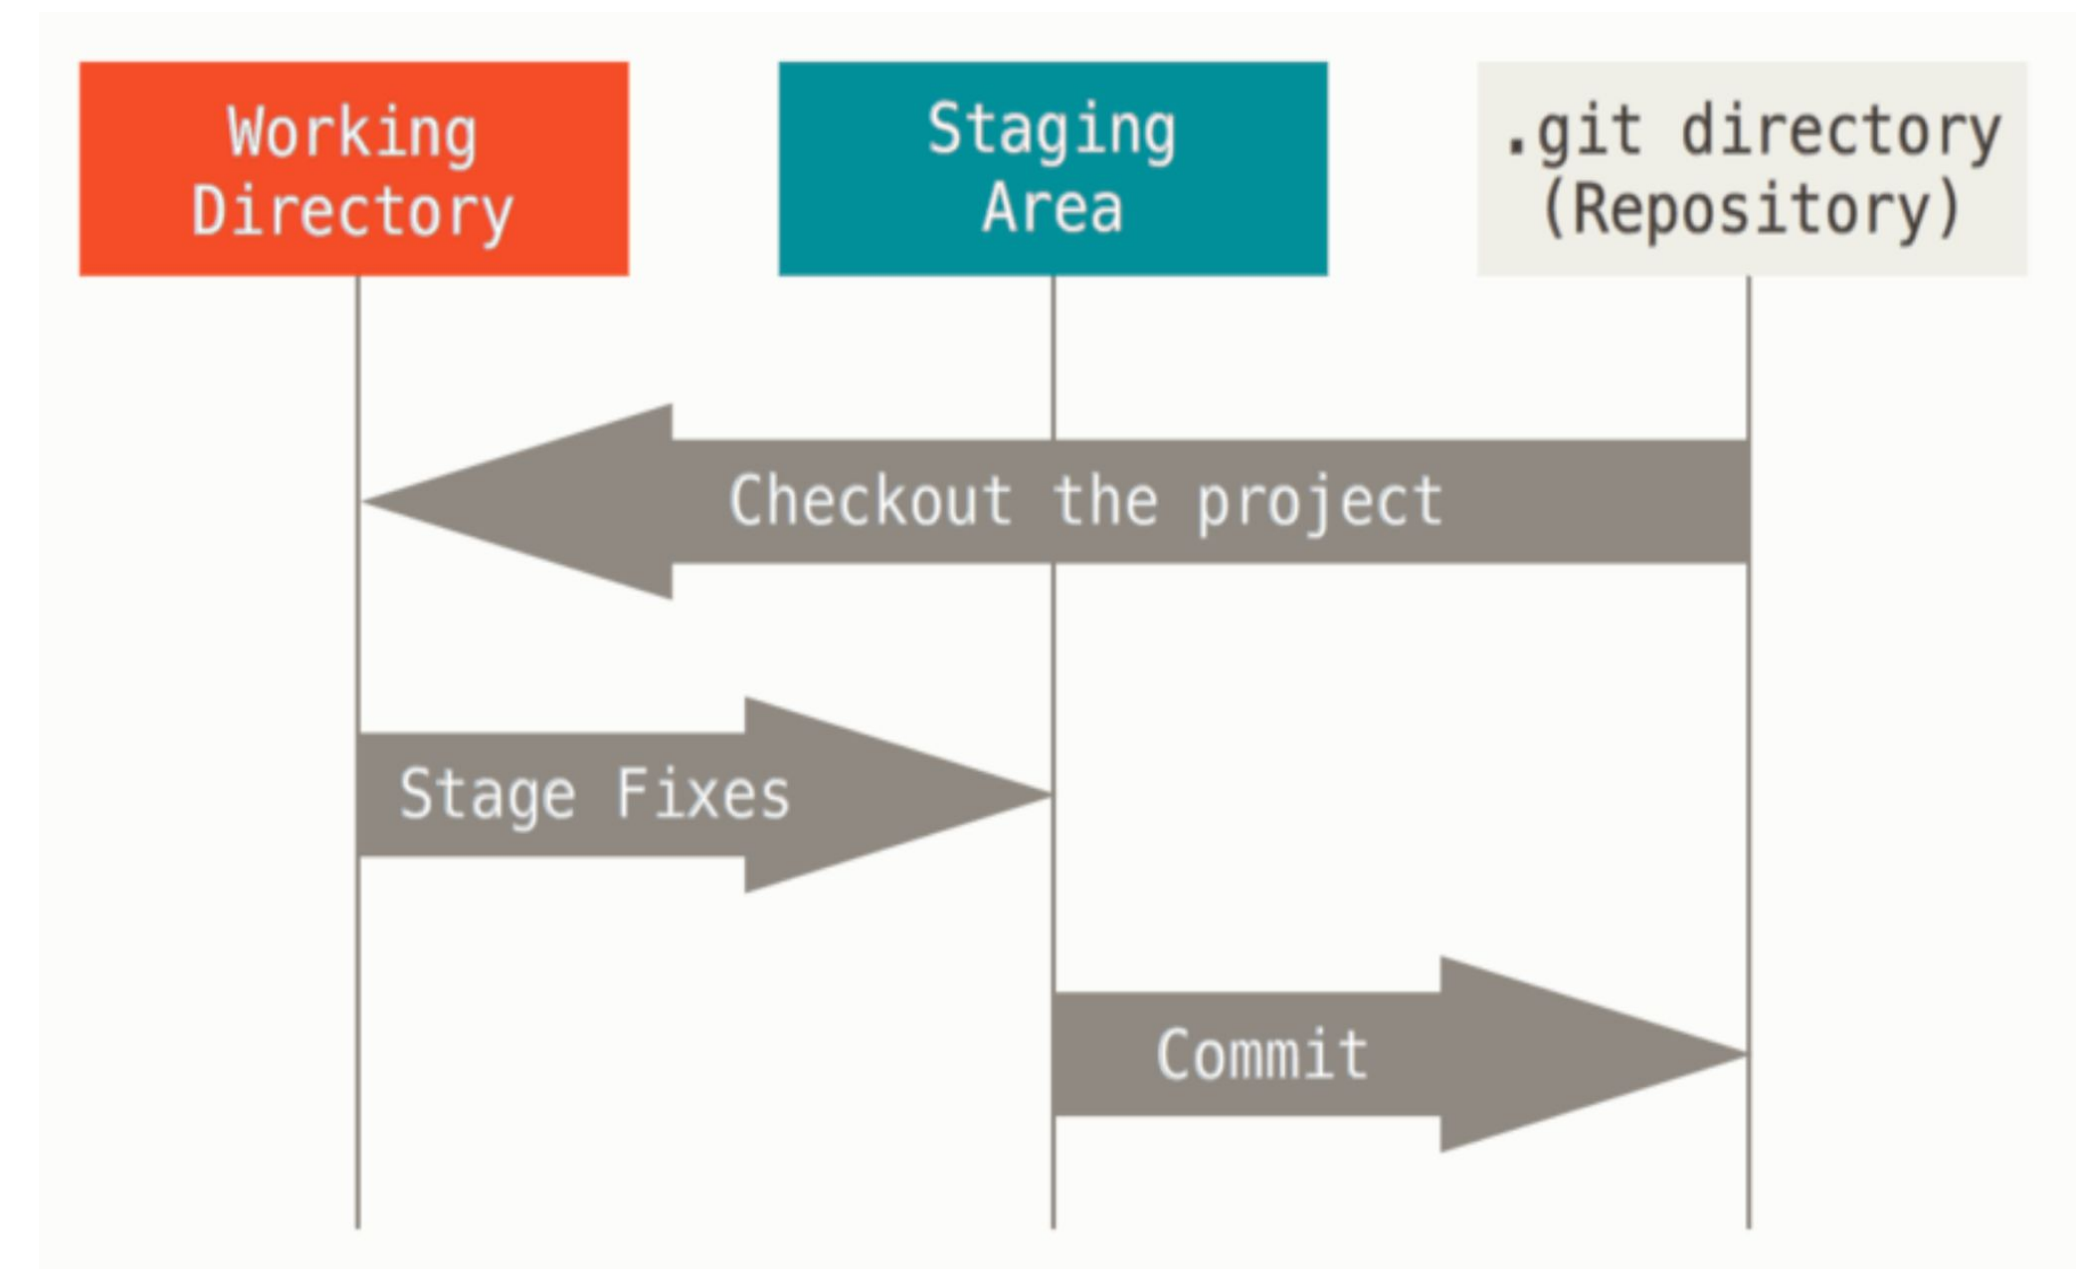 Working
Directory
Staging
Area
.git directory
(Repository)
Checkout the project
Stage Fixes
Commit